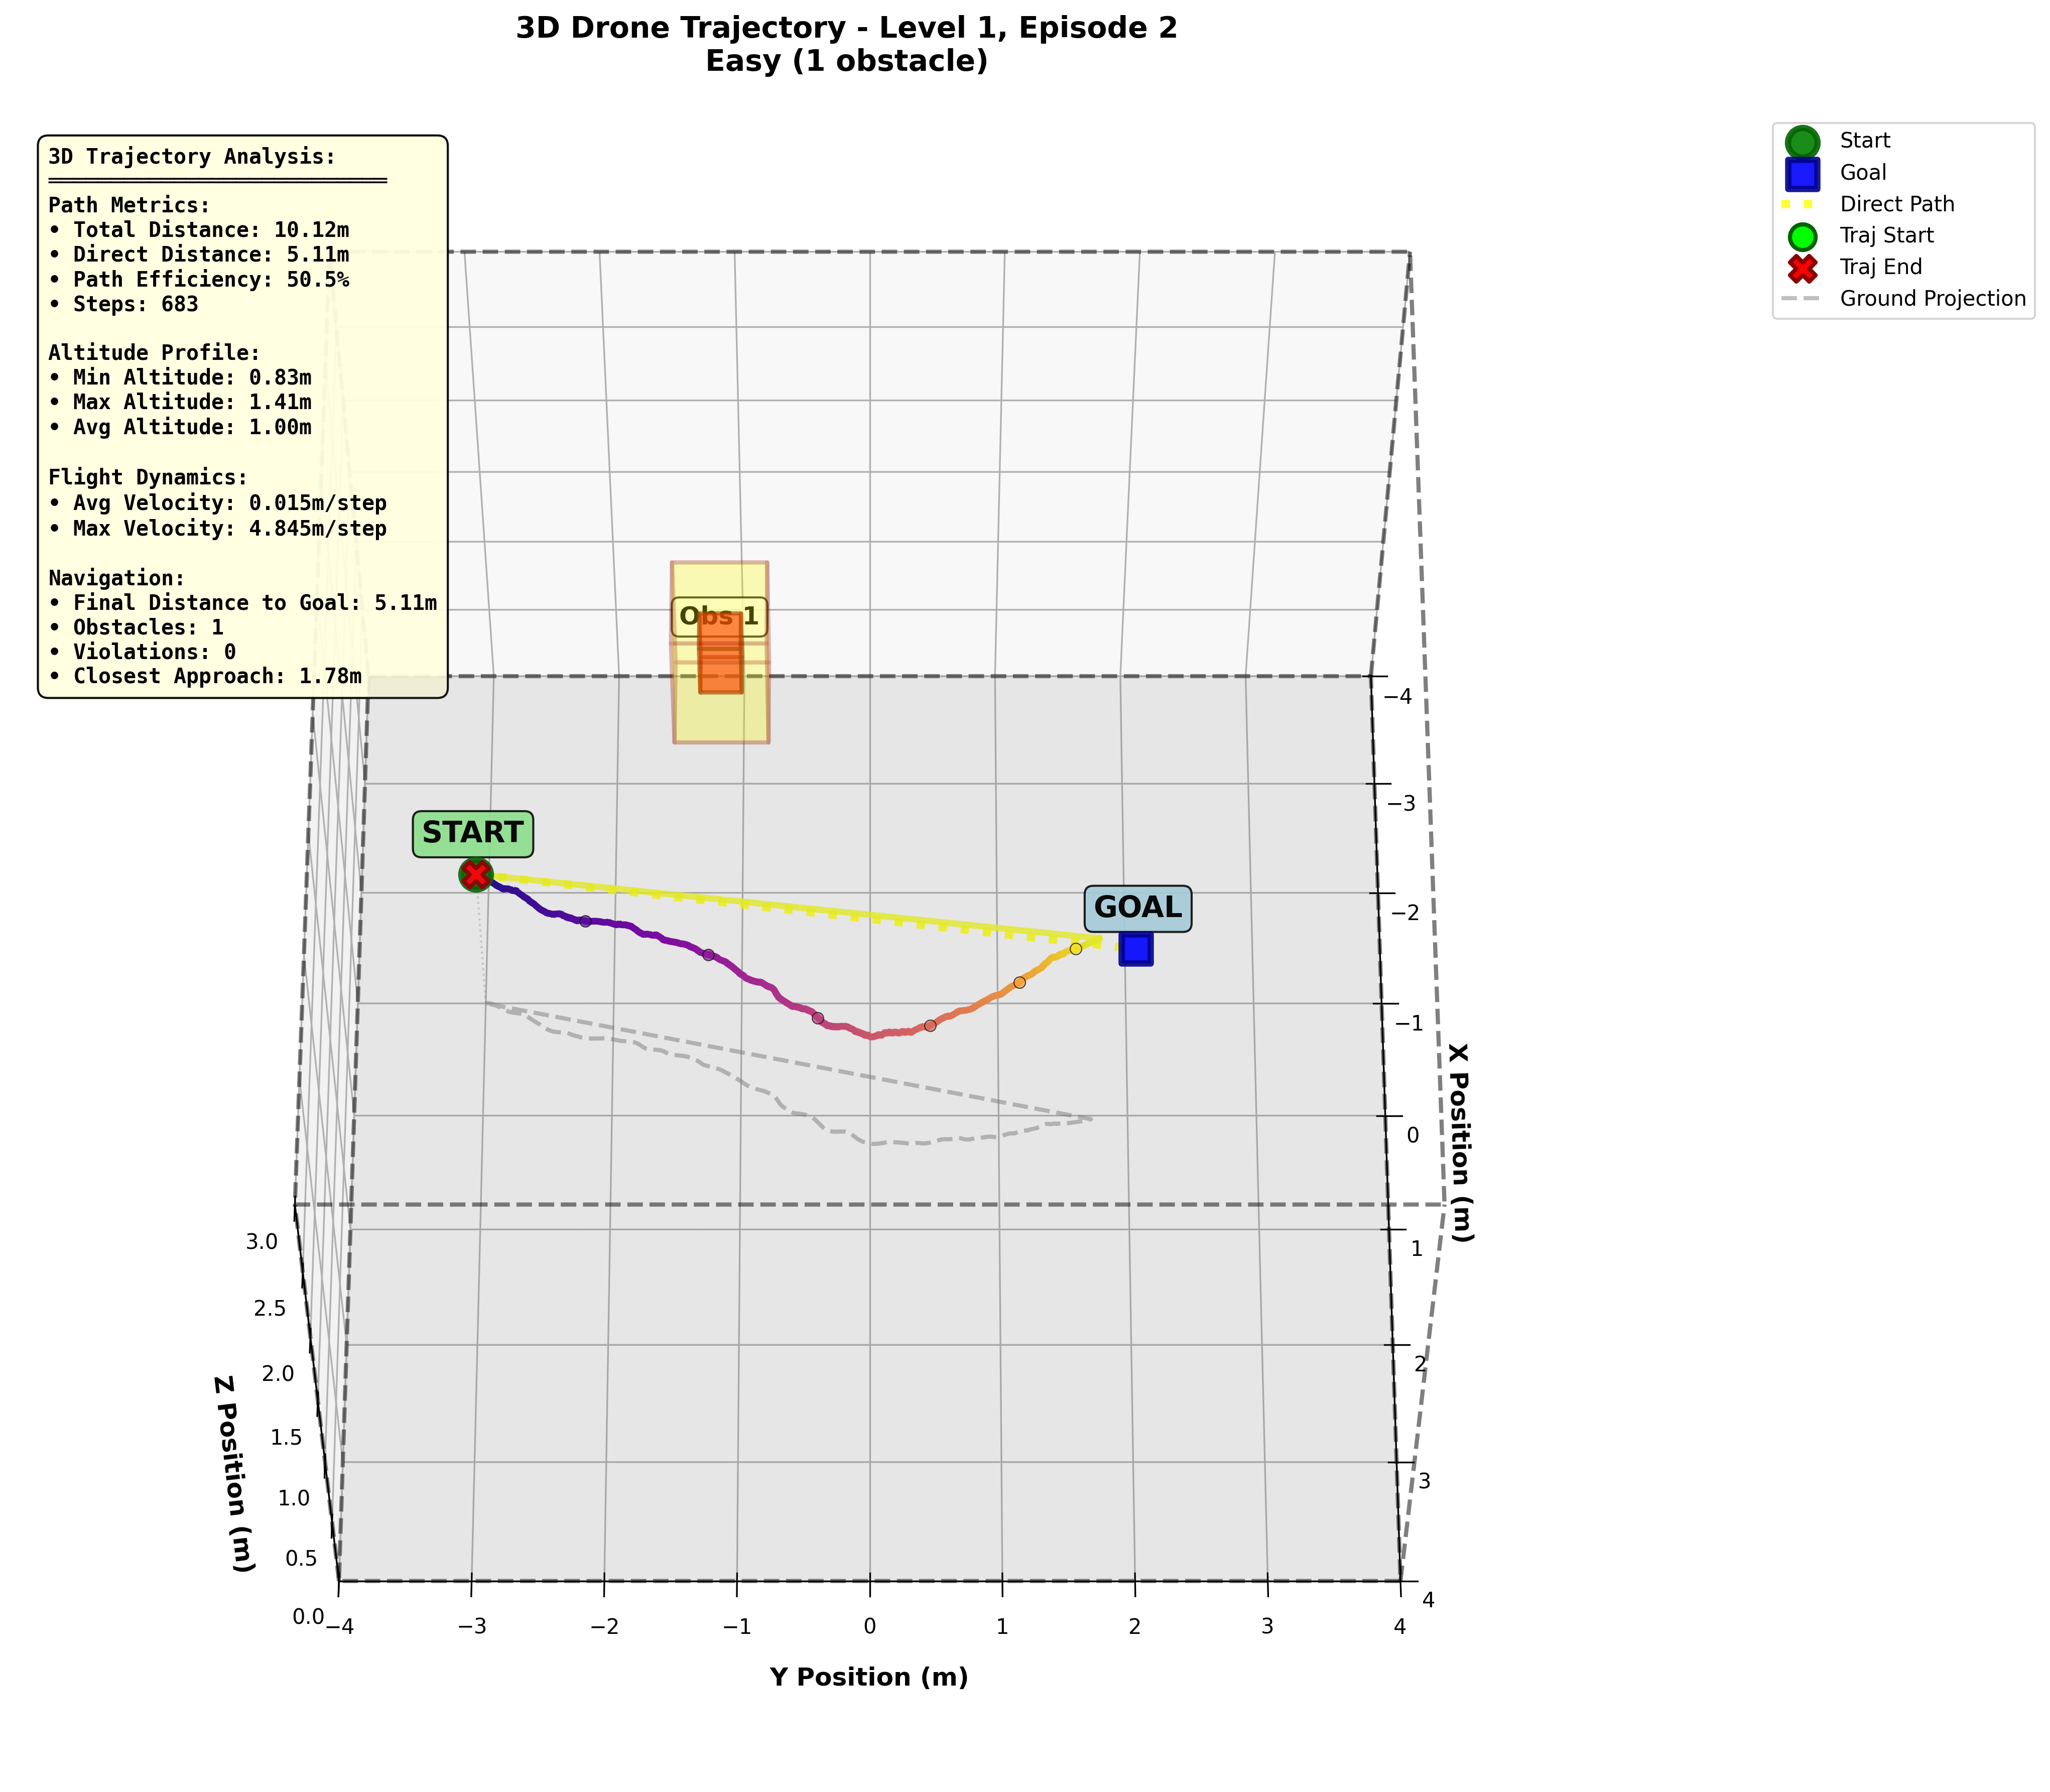 3D Drone Trajectory - Level 1, Episode 2
Easy (1 obstacle)
3D Trajectory Analysis:
Path Metrics:
• Total Distance: 10.12m
• Direct Distance: 5.11m
• Path Efficiency: 50.5%
• Steps: 683
Altitude Profile:
• Min Altitude: 0.83m
• Max Altitude: 1.41m
• Avg Altitude: 1.00m
Flight Dynamics:
• Avg Velocity: 0.015m/step
• Max Velocity: 4.845m/step
Navigation:
• Final Distance to Goal: 5.11m
• Obstacles: 1
• Violations: 0
• Closest Approach: 1.78m
Start
Goal
Direct Path
Traj Start
Traj End
Ground Projection
Obs 1
START
GOAL
−4
−3
−2
−1
0
1
2
3
4
X Position (m)
3.0
2.5
2.0
1.5
1.0
0.5
0.0
Z Position (m)
−4
−3
−2
−1
0
1
2
3
4
Y Position (m)